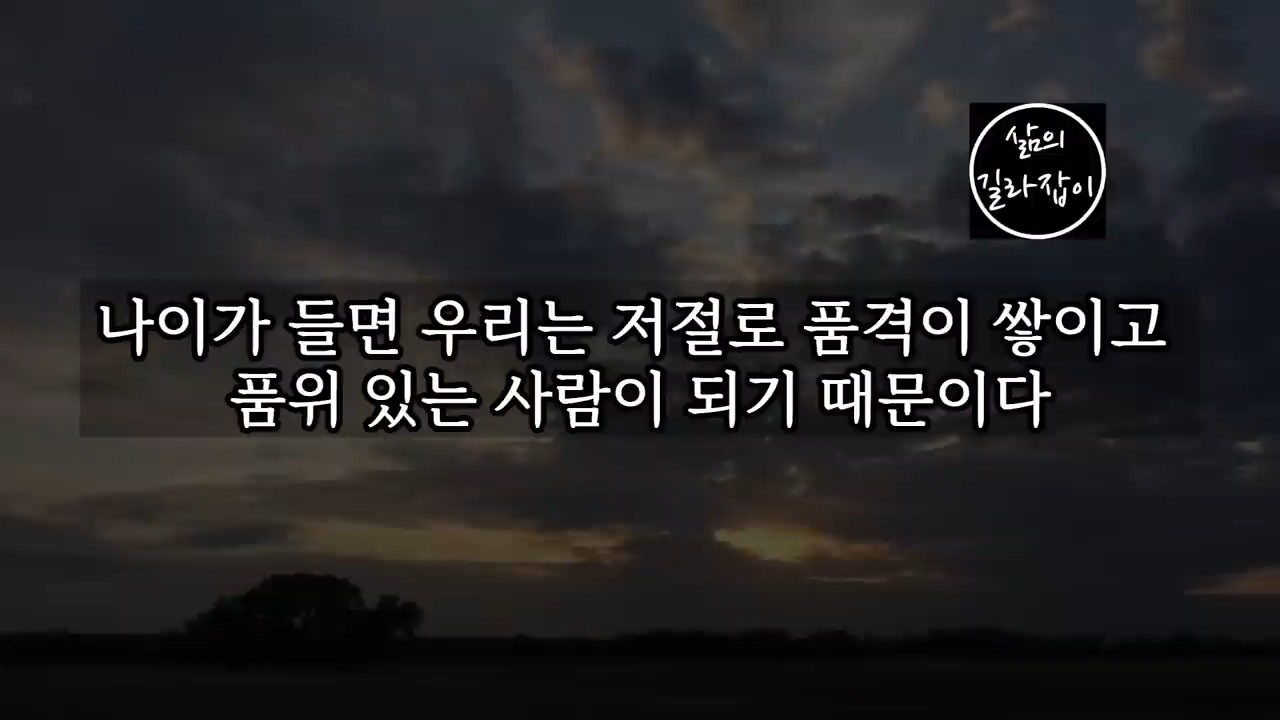 삶의
길라잡이
나이가 들면 우리는 저절로 품격이 쌓이고
품위 있는 사람이 되기 때문이다